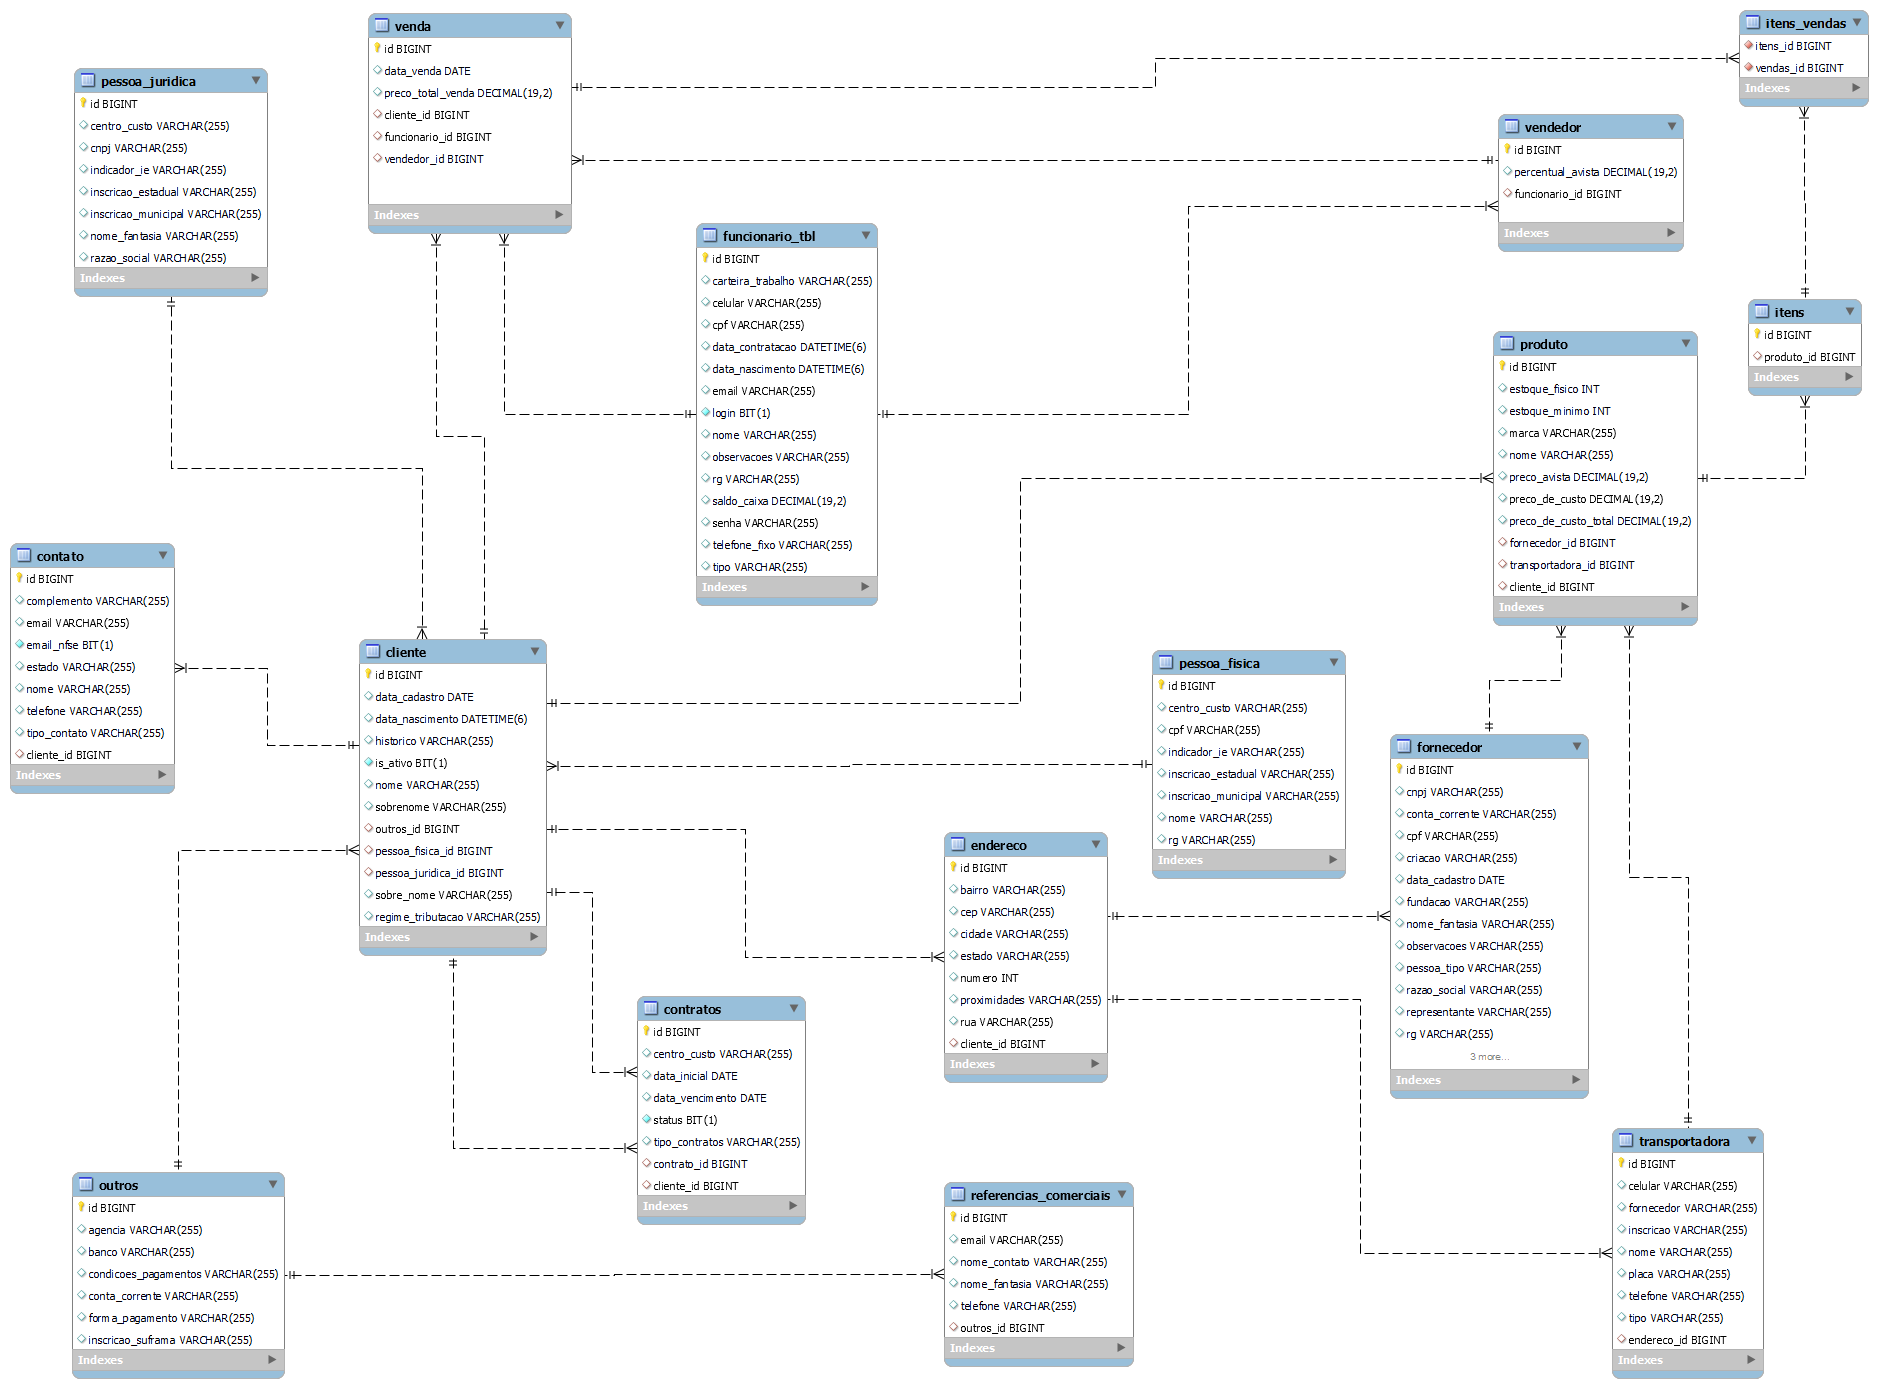 venda
id BIGINT
data_venda DATE
preco_total_venda DECIMAL(19,2)
cliente_id BIGINT
funcionario_id BIGINT
vendedor_id BIGINT
Indexes
itens_vendas
itens_id BIGINT
vendas_id BIGINT
Indexes
pessoa_juridica
id BIGINT
centro_custo VARCHAR(255)
cnpj VARCHAR(255)
indicador_ie VARCHAR(255)
inscricao_estadual VARCHAR(255)
inscricao_municipal VARCHAR(255)
nome_fantasia VARCHAR(255)
razao_social VARCHAR(255)
Indexes
vendedor
id BIGINT
percentual_avista DECIMAL(19,2)
funcionario_id BIGINT
Indexes
funcionario_tbl
id BIGINT
carteira_trabalho VARCHAR(255)
celular VARCHAR(255)
cpf VARCHAR(255)
data_contratacao DATETIME(6)
data_nascimento DATETIME(6)
email VARCHAR(255)
login BIT(1)
nome VARCHAR(255)
observacoes VARCHAR(255)
rg VARCHAR(255)
saldo_caixa DECIMAL(19,2)
senha VARCHAR(255)
telefone_fixo VARCHAR(255)
tipo VARCHAR(255)
Indexes
itens
id BIGINT
produto_id BIGINT
Indexes
produto
id BIGINT
estoque_fisico INT
estoque_minimo INT
marca VARCHAR(255)
nome VARCHAR(255)
preco_avista DECIMAL(19,2)
preco_de_custo DECIMAL(19,2)
preco_de_custo_total DECIMAL(19,2)
fornecedor_id BIGINT
transportadora_id BIGINT
cliente_id BIGINT
Indexes
contato
id BIGINT
complemento VARCHAR(255)
email VARCHAR(255)
email_nfse BIT(1)
estado VARCHAR(255)
nome VARCHAR(255)
telefone VARCHAR(255)
tipo_contato VARCHAR(255)
cliente_id BIGINT
Indexes
cliente
id BIGINT
data_cadastro DATE
data_nascimento DATETIME(6)
historico VARCHAR(255)
is_ativo BIT(1)
nome VARCHAR(255)
sobrenome VARCHAR(255)
outros_id BIGINT
pessoa_fisica_id BIGINT
pessoa_juridica_id BIGINT
sobre_nome VARCHAR(255)
regime_tributacao VARCHAR(255)
Indexes
pessoa_fisica
id BIGINT
centro_custo VARCHAR(255)
cpf VARCHAR(255)
indicador_ie VARCHAR(255)
inscricao_estadual VARCHAR(255)
inscricao_municipal VARCHAR(255)
nome VARCHAR(255)
rg VARCHAR(255)
Indexes
fornecedor
id BIGINT
cnpj VARCHAR(255)
conta_corrente VARCHAR(255)
cpf VARCHAR(255)
criacao VARCHAR(255)
data_cadastro DATE
fundacao VARCHAR(255)
nome_fantasia VARCHAR(255)
observacoes VARCHAR(255)
pessoa_tipo VARCHAR(255)
razao_social VARCHAR(255)
representante VARCHAR(255)
rg VARCHAR(255)
3 more...
Indexes
endereco
id BIGINT
bairro VARCHAR(255)
cep VARCHAR(255)
cidade VARCHAR(255)
estado VARCHAR(255)
numero INT
proximidades VARCHAR(255)
rua VARCHAR(255)
cliente_id BIGINT
Indexes
contratos
id BIGINT
centro_custo VARCHAR(255)
data_inicial DATE
data_vencimento DATE
status BIT(1)
tipo_contratos VARCHAR(255)
contrato_id BIGINT
cliente_id BIGINT
Indexes
transportadora
id BIGINT
celular VARCHAR(255)
fornecedor VARCHAR(255)
inscricao VARCHAR(255)
nome VARCHAR(255)
placa VARCHAR(255)
telefone VARCHAR(255)
tipo VARCHAR(255)
endereco_id BIGINT
Indexes
outros
id BIGINT
agencia VARCHAR(255)
banco VARCHAR(255)
condicoes_pagamentos VARCHAR(255)
conta_corrente VARCHAR(255)
forma_pagamento VARCHAR(255)
inscricao_suframa VARCHAR(255)
Indexes
referencias_comerciais
id BIGINT
email VARCHAR(255)
nome_contato VARCHAR(255)
nome_fantasia VARCHAR(255)
telefone VARCHAR(255)
outros_id BIGINT
Indexes